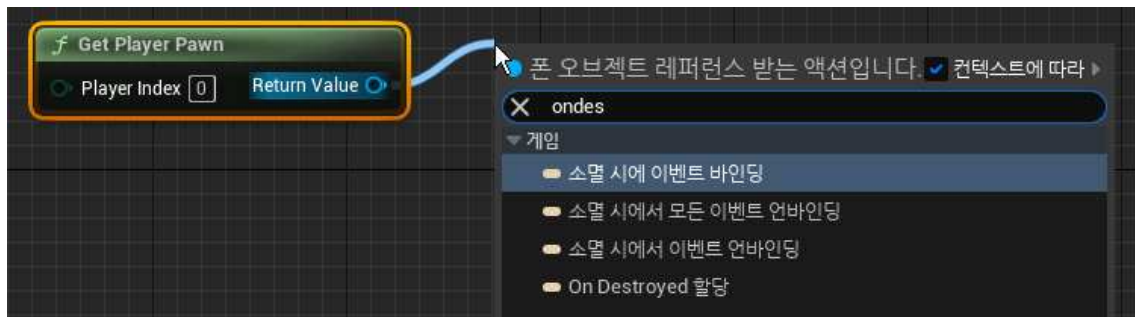 f Get Player Pawn
Player Index 0 Return Value
폰 오브젝트 레퍼런스 받는 액션입니다. 컨텍스트에 따라
ondes
게임
소멸 시에 이벤트 바인딩
소멸 시에서 모든 이벤트 언바인딩
소멸 시에서 이벤트 언바인딩
On Destroyed 할당